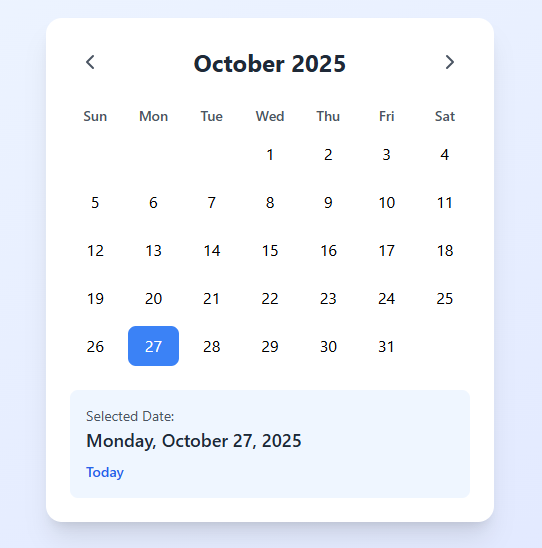 October 2025
Sun Mon Tue Wed Thu Fri Sat
1 2 3 4
5 6 7 8 9 10 11
12 13 14 15 16 17 18
19 20 21 22 23 24 25
26 27 28 29 30 31
Selected Date:
Monday, October 27, 2025
Today